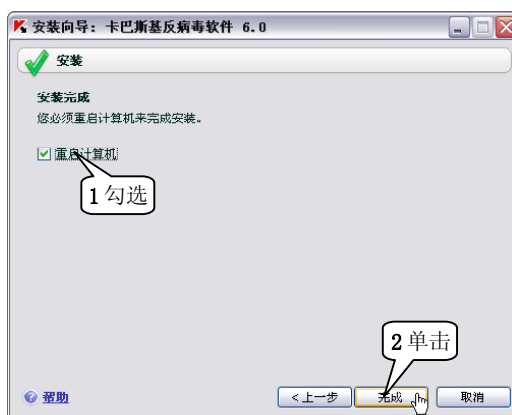 安装向导：卡巴斯基反病毒软件 6.0
安装
安装完成
您必须重启计算机来完成安装。
重启计算机
1 勾选
2 单击
帮助
<上一步 完成 取消